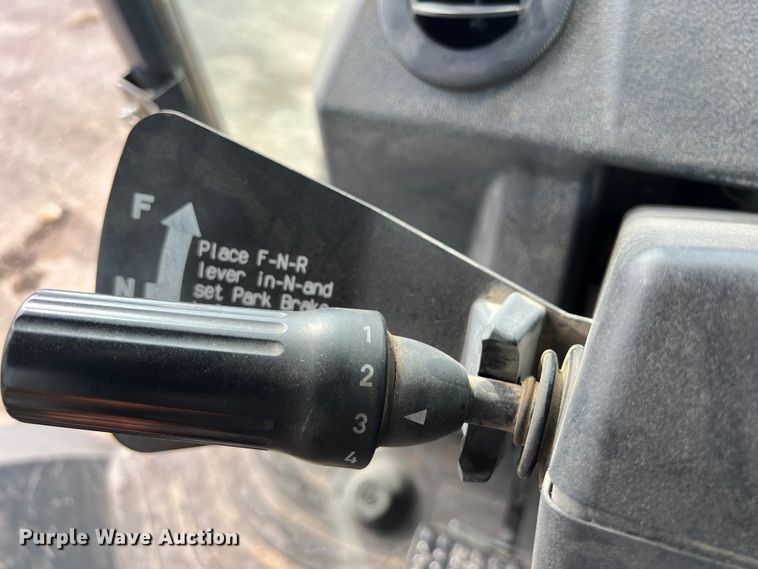 F
Place F-N-R
lever in-N-and
set Park Brake
N
1
2
3
4
Purple Wave Auction